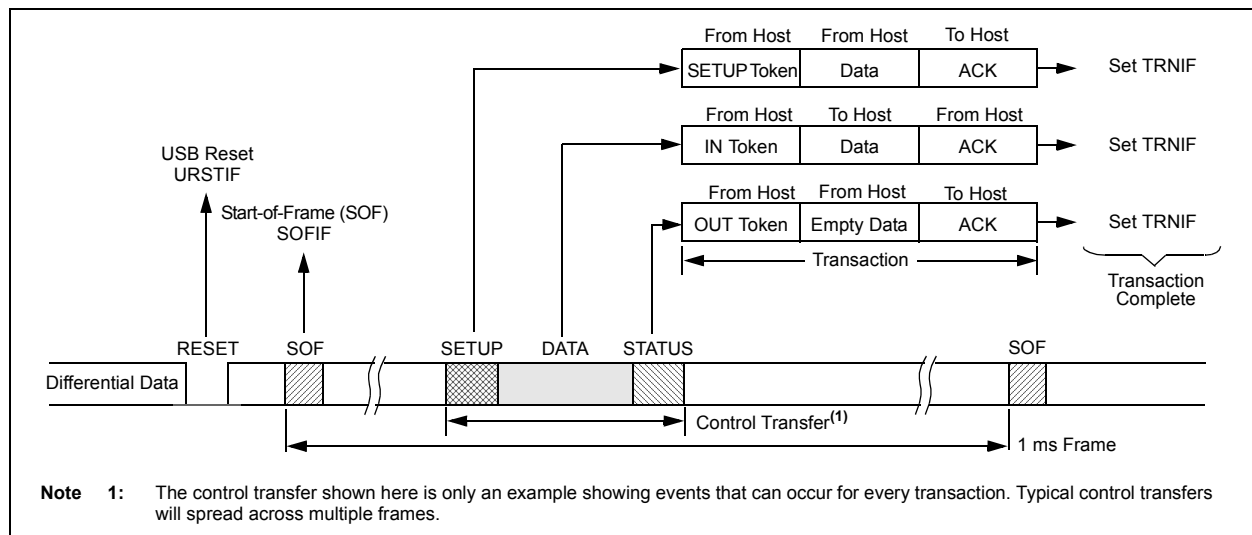 From Host From Host To Host
SETUP Token Data ACK Set TRNIF
From Host To Host From Host
IN Token Data ACK Set TRNIF
USB Reset
URSTIF
From Host From Host To Host
Start-of-Frame (SOF)
SOFIF
OUT Token Empty Data ACK Set TRNIF
Transaction
Transaction
Complete
RESET SOF SETUP DATA STATUS SOF
Differential Data
Control Transfer(1)
1 ms Frame
Note 1: The control transfer shown here is only an example showing events that can occur for every transaction. Typical control transfers
will spread across multiple frames.